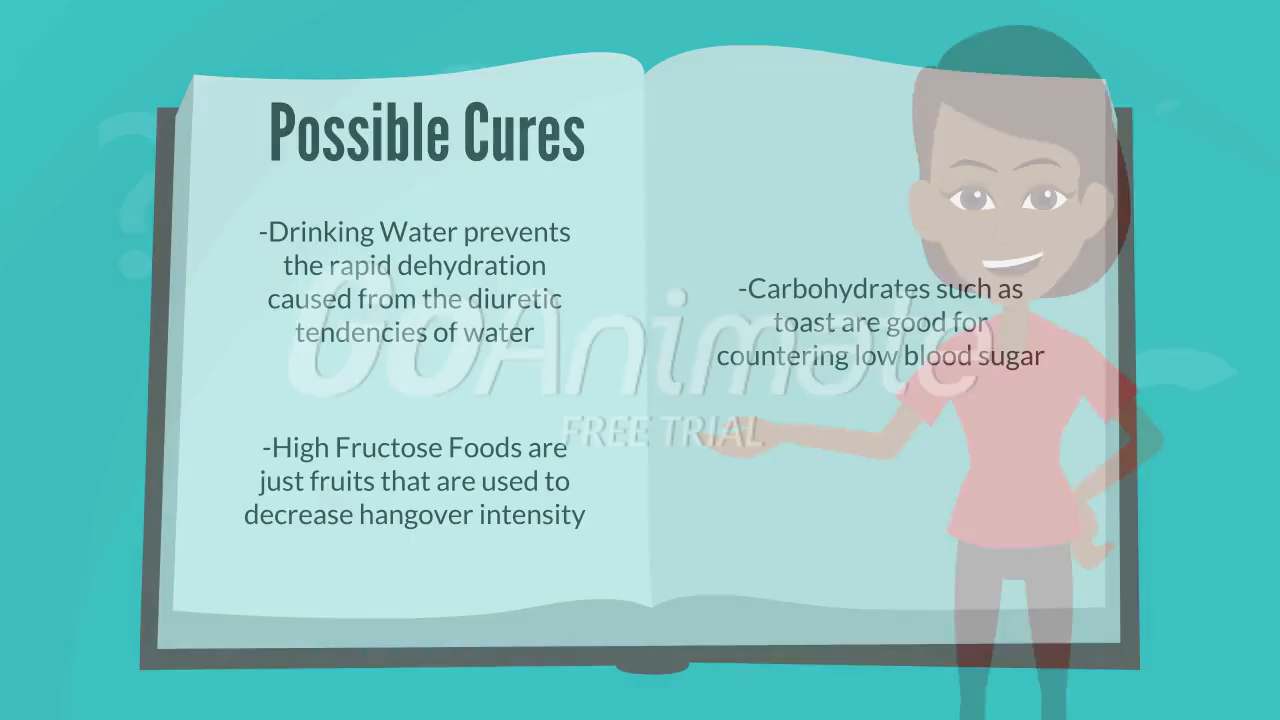 Possible Cures
-Drinking Water prevents
the rapid dehydration
caused from the diuretic
tendencies of water
-High Fructose Foods are
just fruits that are used to
decrease hangover intensity
-Carbohydrates such as
toast are good for
countering low blood sugar
GoAnimate
FREE TRIAL